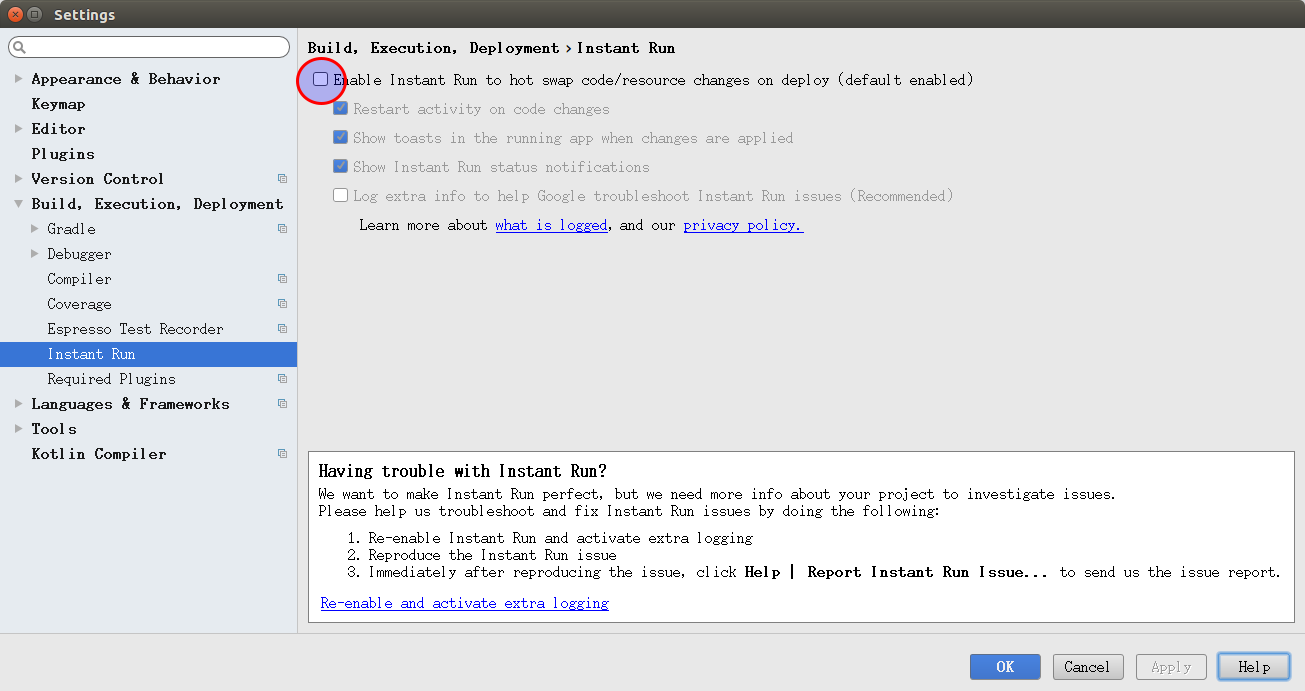 Settings
Appearance & Behavior
Keymap
Editor
Plugins
Version Control
Build, Execution, Deployment
Gradle
Debugger
Compiler
Coverage
Espresso Test Recorder
Instant Run
Required Plugins
Languages & Frameworks
Tools
Kotlin Compiler
Build, Execution, Deployment › Instant Run
Enable Instant Run to hot swap code/resource changes on deploy (default enabled)
Restart activity on code changes
Show toasts in the running app when changes are applied
Show Instant Run status notifications
Log extra info to help Google troubleshoot Instant Run issues (Recommended)
Learn more about what is logged, and our privacy policy.
Having trouble with Instant Run?
We want to make Instant Run perfect, but we need more info about your project to investigate issues.
Please help us troubleshoot and fix Instant Run issues by doing the following:
1. Re-enable Instant Run and activate extra logging
2. Reproduce the Instant Run issue
3. Immediately after reproducing the issue, click Help | Report Instant Run Issue... to send us the issue report.
Re-enable and activate extra logging
OK Cancel Apply Help